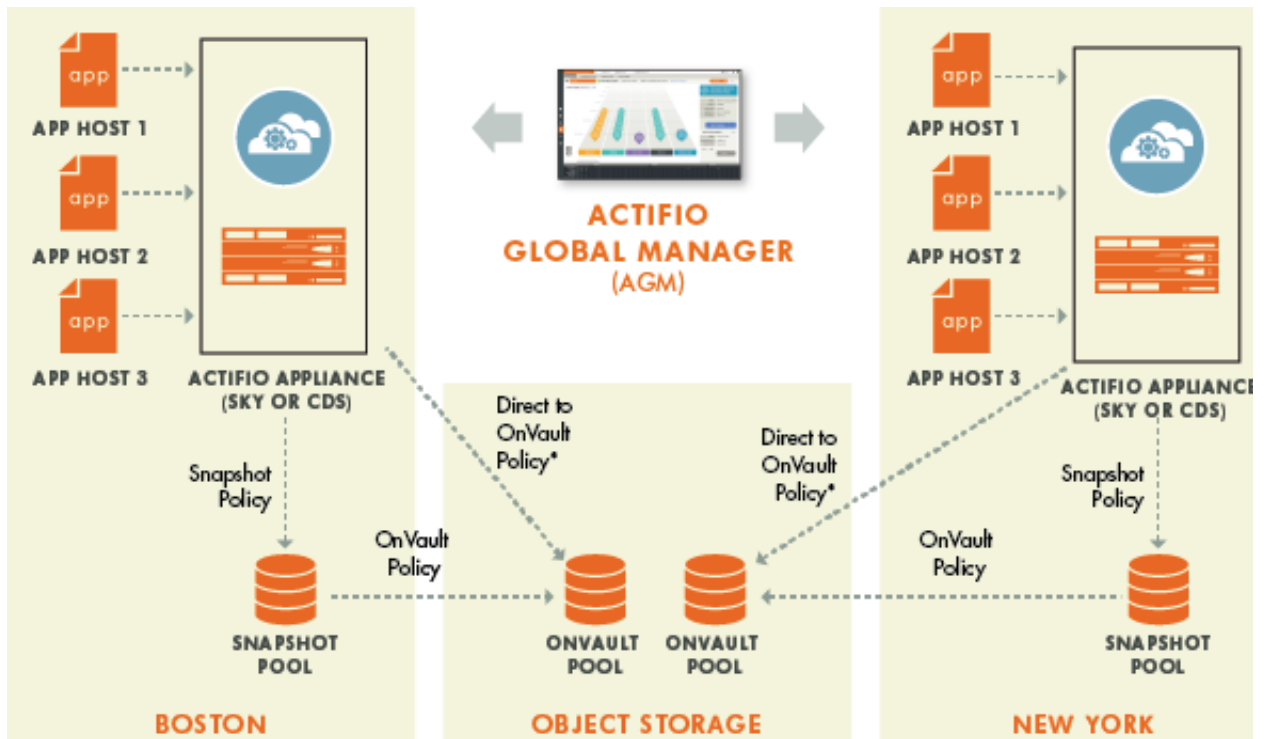 app
APP HOST 1
app
APP HOST 2
app
APP HOST 3
ACTIFIO APPLIANCE
(SKY OR CDS)
Snapshot
Policy
SNAPSHOT
POOL
OnVault
Policy
BOSTON
ACTIFIO
GLOBAL MANAGER
(AGM)
Direct to
OnVault
Policy*
Direct to
OnVault
Policy*
ONVAULT
POOL
ONVAULT
POOL
OBJECT STORAGE
app
APP HOST 1
app
APP HOST 2
app
APP HOST 3
ACTIFIO APPLIANCE
(SKY OR CDS)
Snapshot
Policy
OnVault
Policy
SNAPSHOT
POOL
NEW YORK